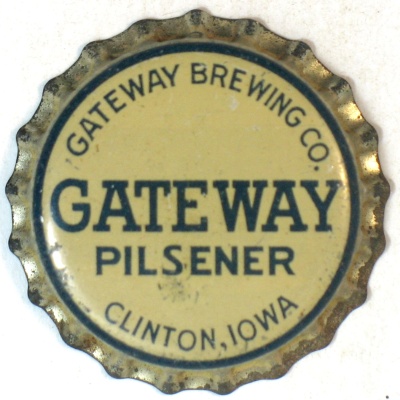 GATEWAY BREWING CO.
GATEWAY
PILSENER
CLINTON, IOWA